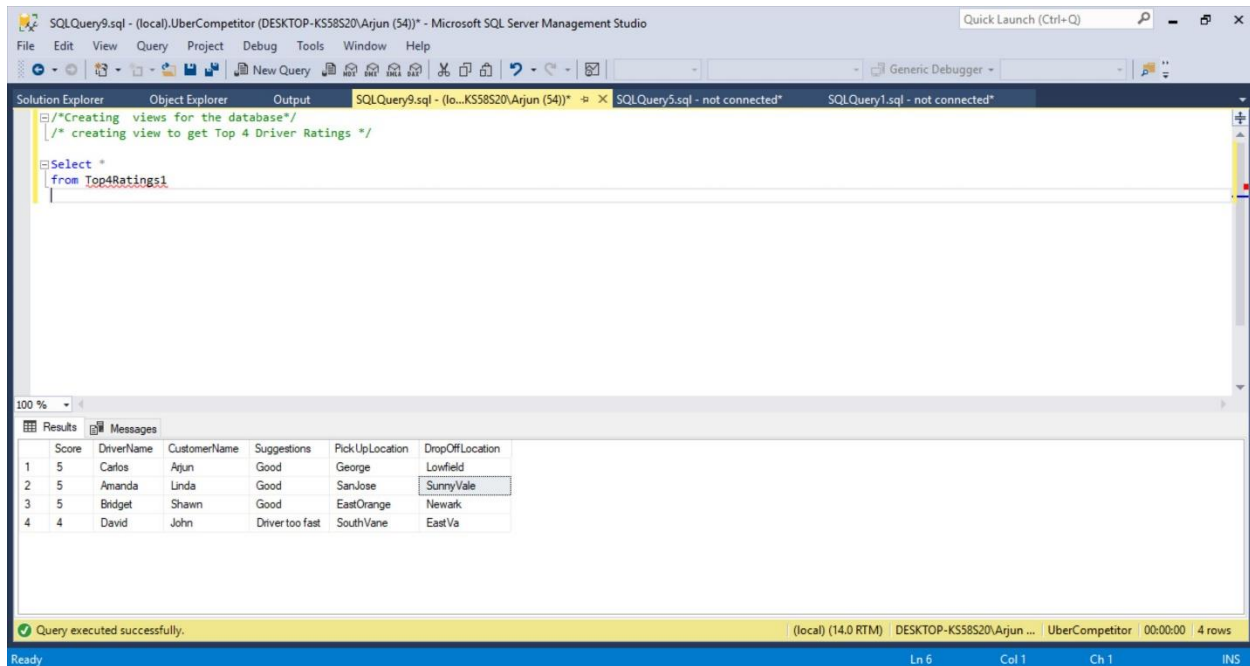 SQLQuery9.sql - (local).UberCompetitor (DESKTOP-KS58S20\Arjun (54))* - Microsoft SQL Server Management Studio
Quick Launch (Ctrl+Q)
File Edit View Query Project Debug Tools Window Help
New Query Generic Debugger
Solution Explorer Object Explorer Output SQLQuery9.sql - (lo...KS58S20\Arjun (54))* SQLQuery5.sql - not connected* SQLQuery1.sql - not connected*
/*Creating  views for the database*/
/* creating view to get Top 4 Driver Ratings */
Select *
from Top4Ratings1
100 %
Results Messages
Score DriverName CustomerName Suggestions PickUpLocation DropOffLocation
1 5 Carlos Arjun Good George Lowfield
2 5 Amanda Linda Good SanJose SunnyVale
3 5 Bridget Shawn Good EastOrange Newark
4 4 David John Driver too fast SouthVane EastVa
Query executed successfully. (local) (14.0 RTM) DESKTOP-KS58S20\Arjun ... UberCompetitor 00:00:00 4 rows
Ready Ln 6 Col 1 Ch 1 INS